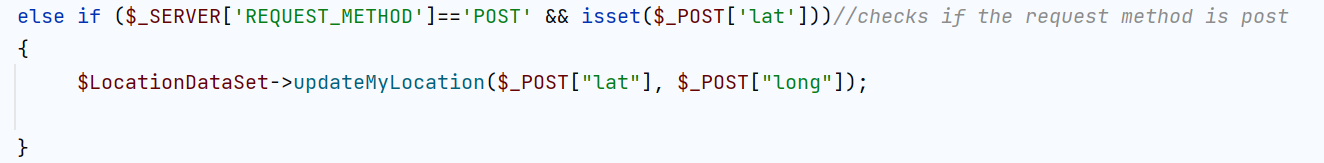 else if ($_SERVER['REQUEST_METHOD']=='POST' && isset($_POST['lat']))//checks if the request method is post
{
$LocationDataSet->updateMyLocation($_POST["lat"], $_POST["long"]);
}